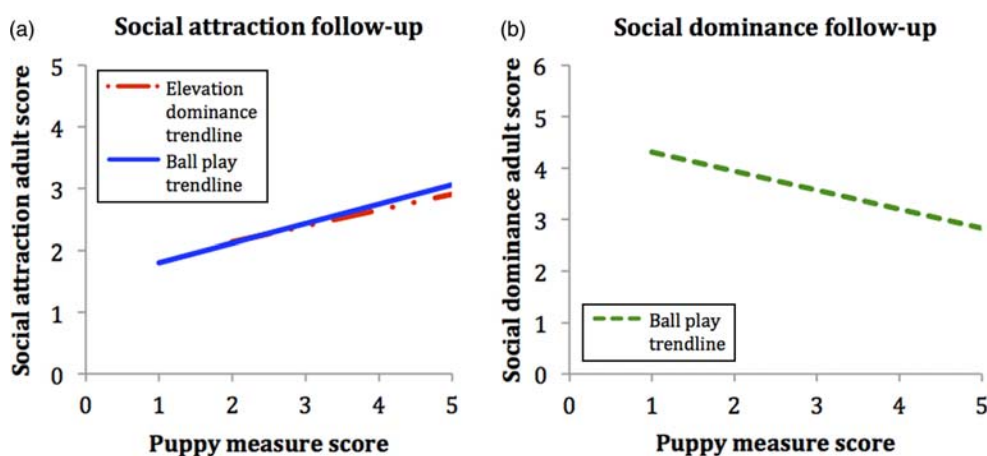 (a)
Social attraction follow-up
Social attraction adult score
5
4
3
2
1
0
Elevation
dominance
trendline
Ball play
trendline
0 1 2 3 4 5
Puppy measure score
(b)
Social dominance follow-up
Social dominance adult score
6
5
4
3
2
1
0
Ball play
trendline
0 1 2 3 4 5
Puppy measure score